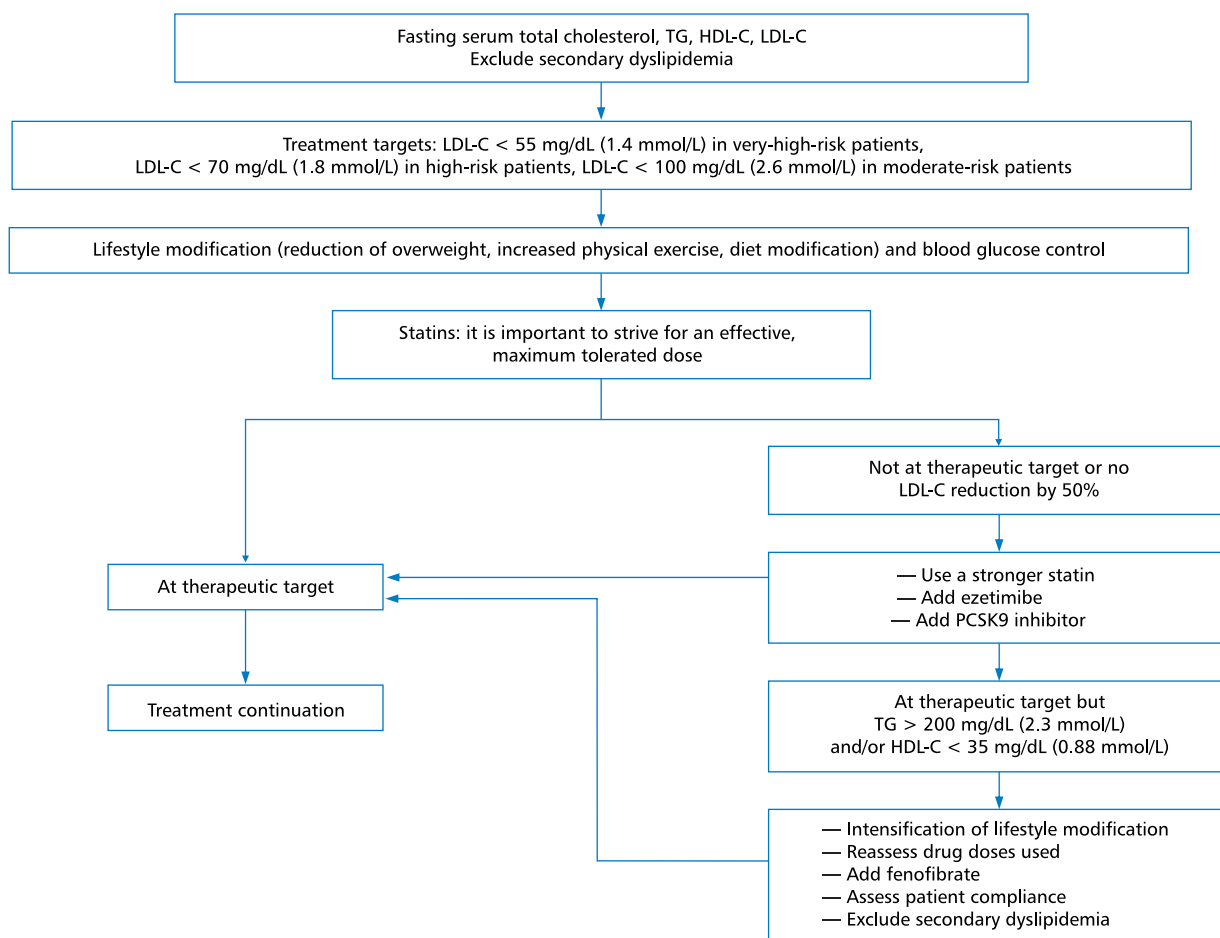 Fasting serum total cholesterol, TG, HDL-C, LDL-C
Exclude secondary dyslipidemia
Treatment targets: LDL-C < 55 mg/dL (1.4 mmol/L) in very-high-risk patients,
LDL-C < 70 mg/dL (1.8 mmol/L) in high-risk patients, LDL-C < 100 mg/dL (2.6 mmol/L) in moderate-risk patients
Lifestyle modification (reduction of overweight, increased physical exercise, diet modification) and blood glucose control
Statins: it is important to strive for an effective,
maximum tolerated dose
Not at therapeutic target or no
LDL-C reduction by 50%
At therapeutic target
— Use a stronger statin
— Add ezetimibe
— Add PCSK9 inhibitor
Treatment continuation
At therapeutic target but
TG > 200 mg/dL (2.3 mmol/L)
and/or HDL-C < 35 mg/dL (0.88 mmol/L)
— Intensification of lifestyle modification
— Reassess drug doses used
— Add fenofibrate
— Assess patient compliance
— Exclude secondary dyslipidemia